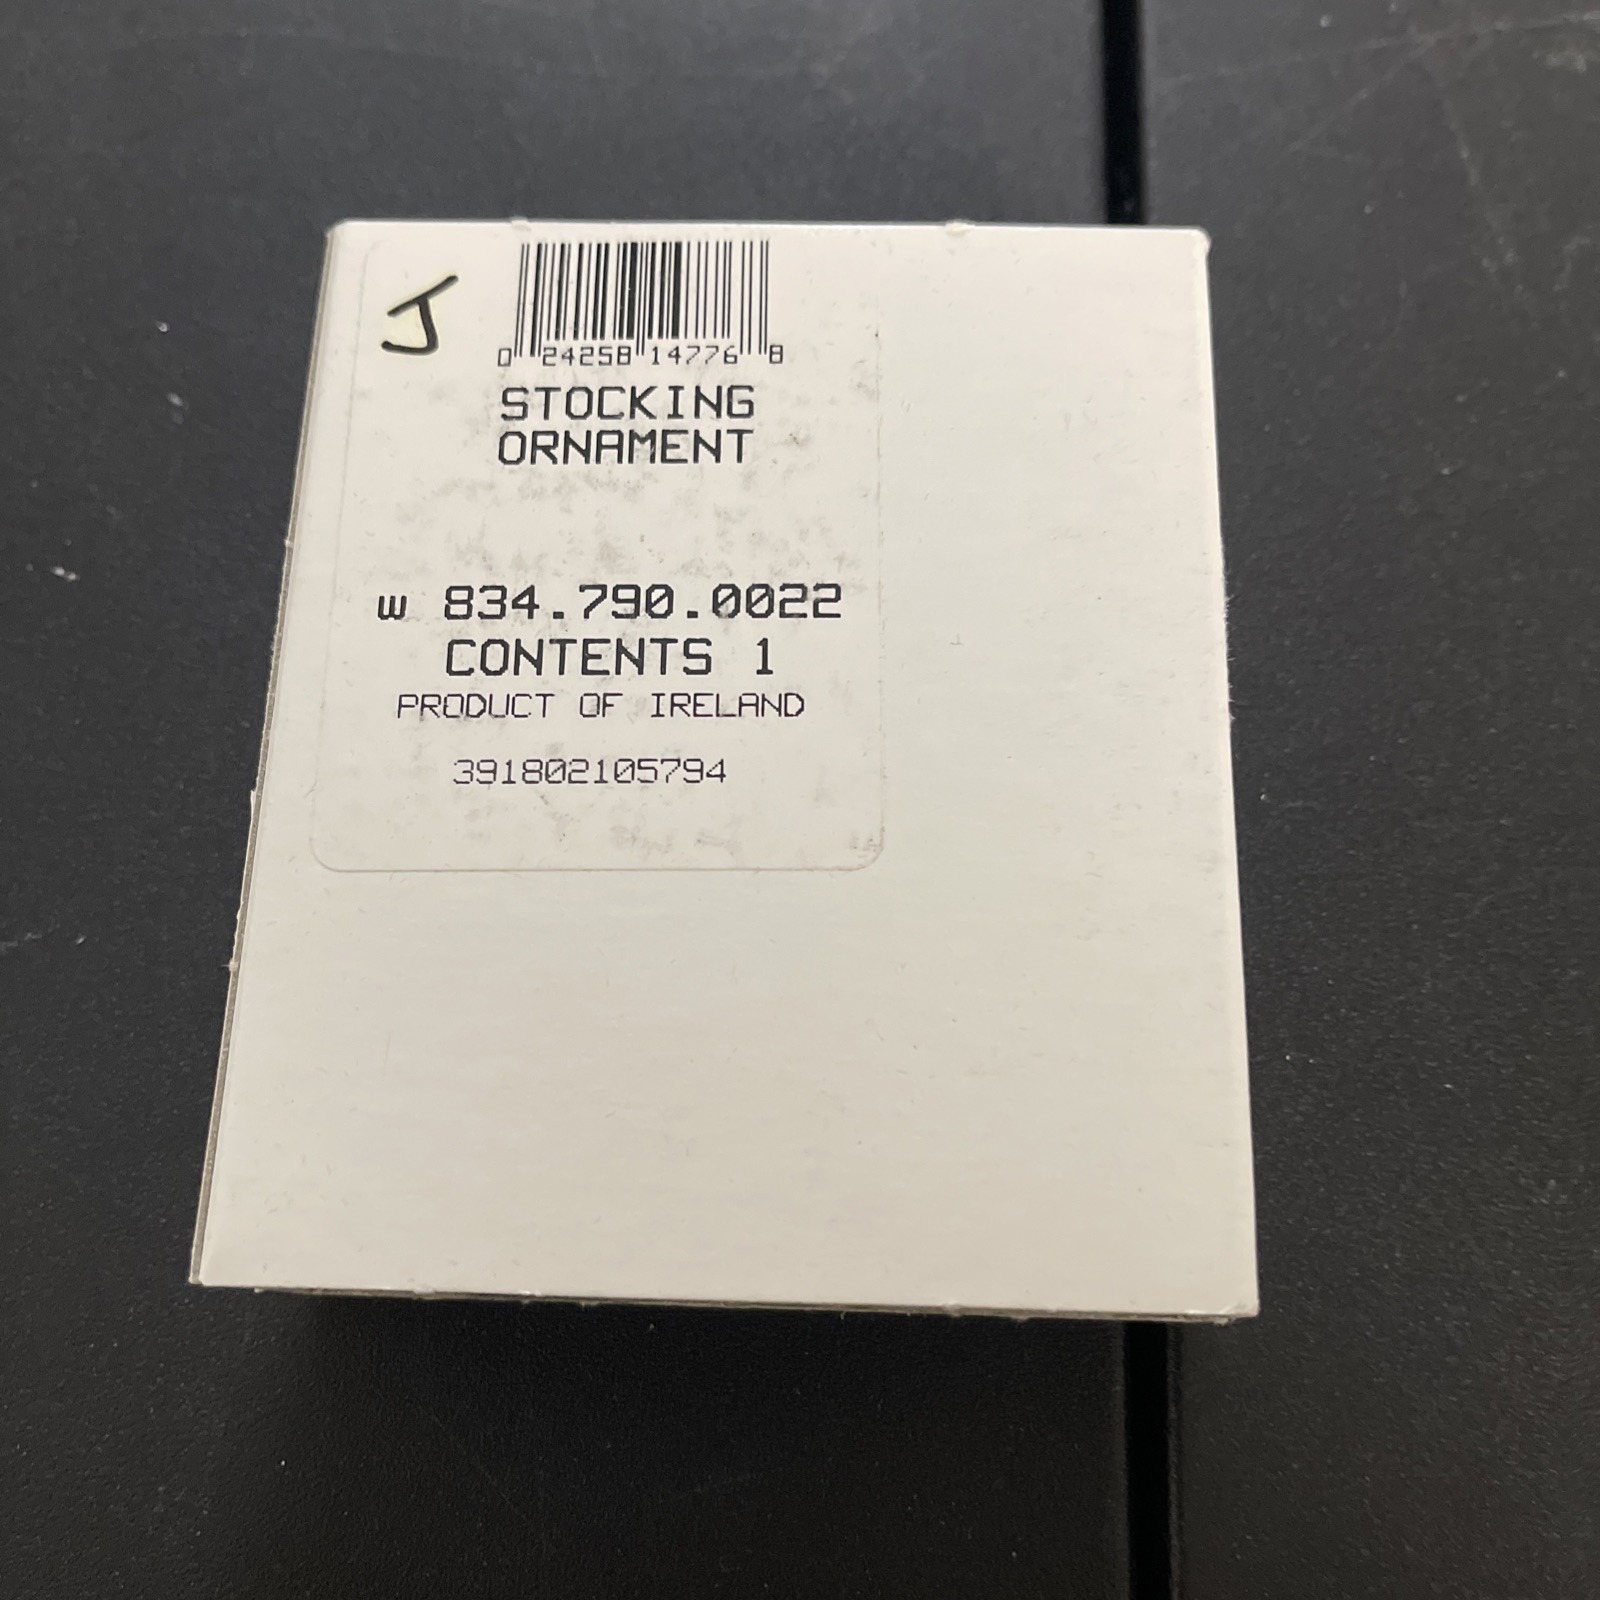 J
0 24258 14776 8
STOCKING
ORNAMENT
w 834.790.0022
CONTENTS 1
PRODUCT OF IRELAND
391802105794